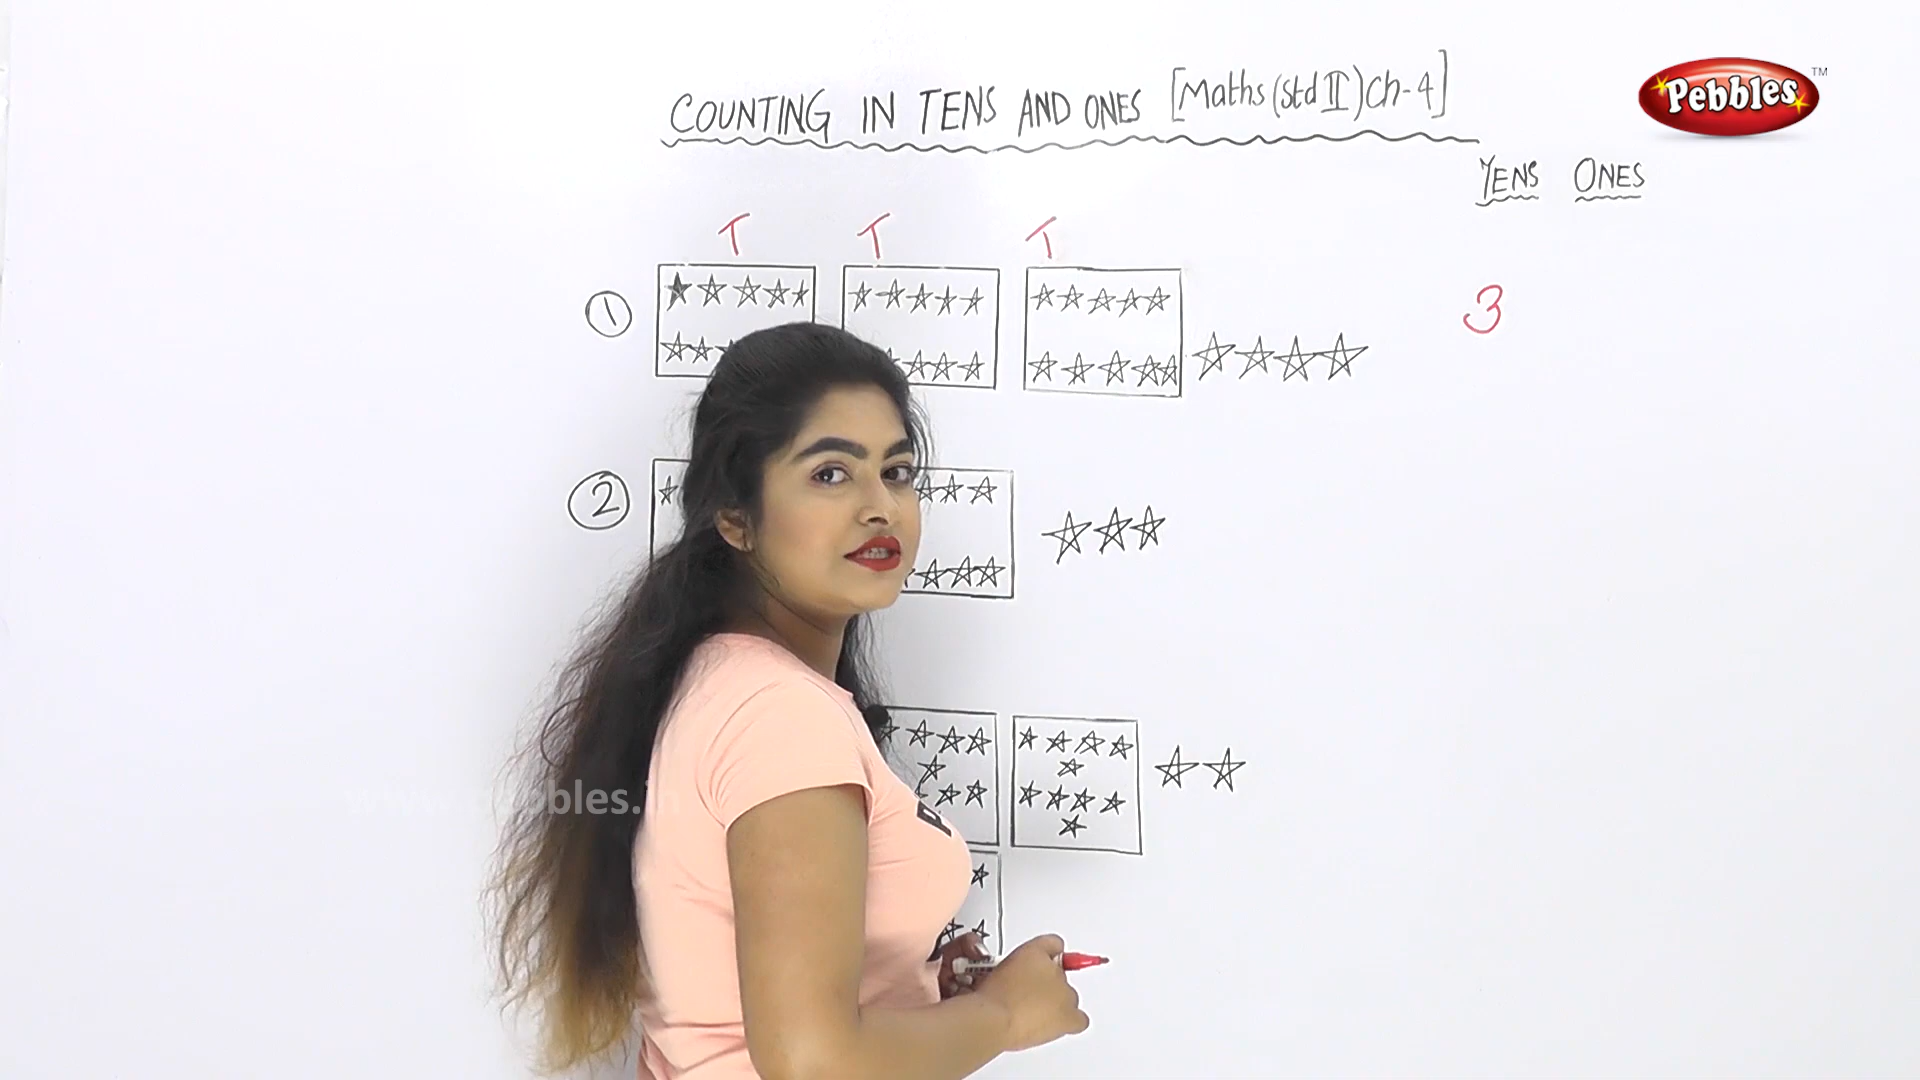 COUNTING IN TENS AND ONES [Maths (Std II) Ch-4]
Pebbles TM
TENS ONES
T T T
1
3
2
www.pebbles.in